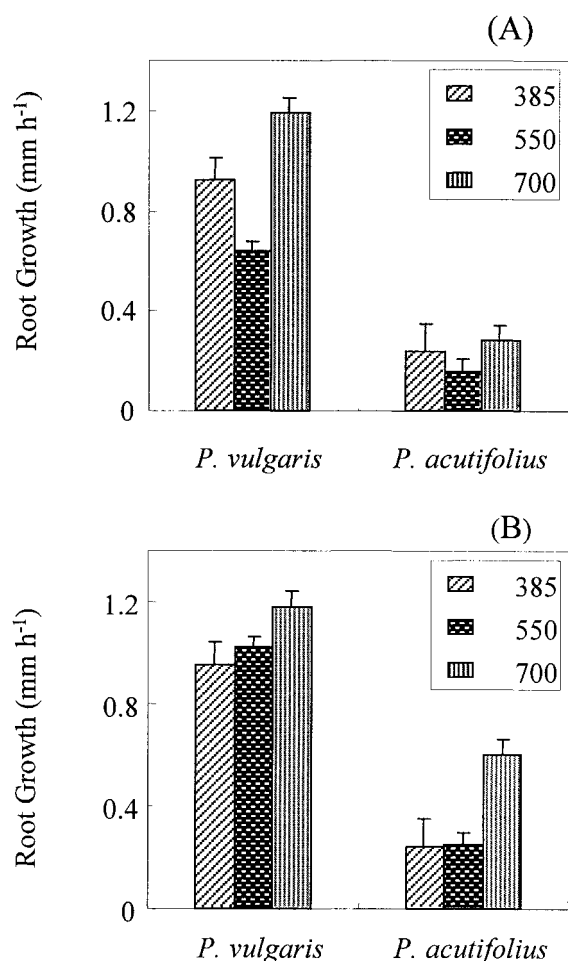 (A)
Root Growth (mm h-1)
1.2
0.8
0.4
0
385
550
700
P. vulgaris P. acutifolius
(B)
Root Growth (mm h-1)
1.2
0.8
0.4
0
385
550
700
P. vulgaris P. acutifolius